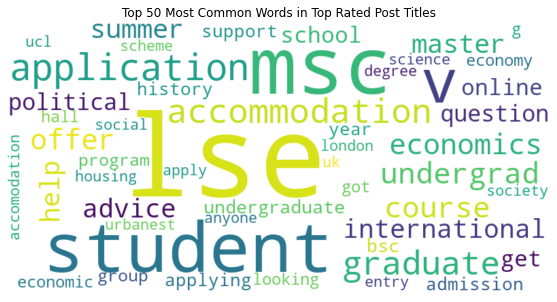 Top 50 Most Common Words in Top Rated Post Titles
summer support school g
ucl scheme master
application msc degree science economy
political history v online
hall accommodation question
offer social lse year economics
accomodation help program london
housing apply uk undergrad society
advice undergraduate got course
urbanest anyone international
student bsc graduate get
economic group applying looking entry admission